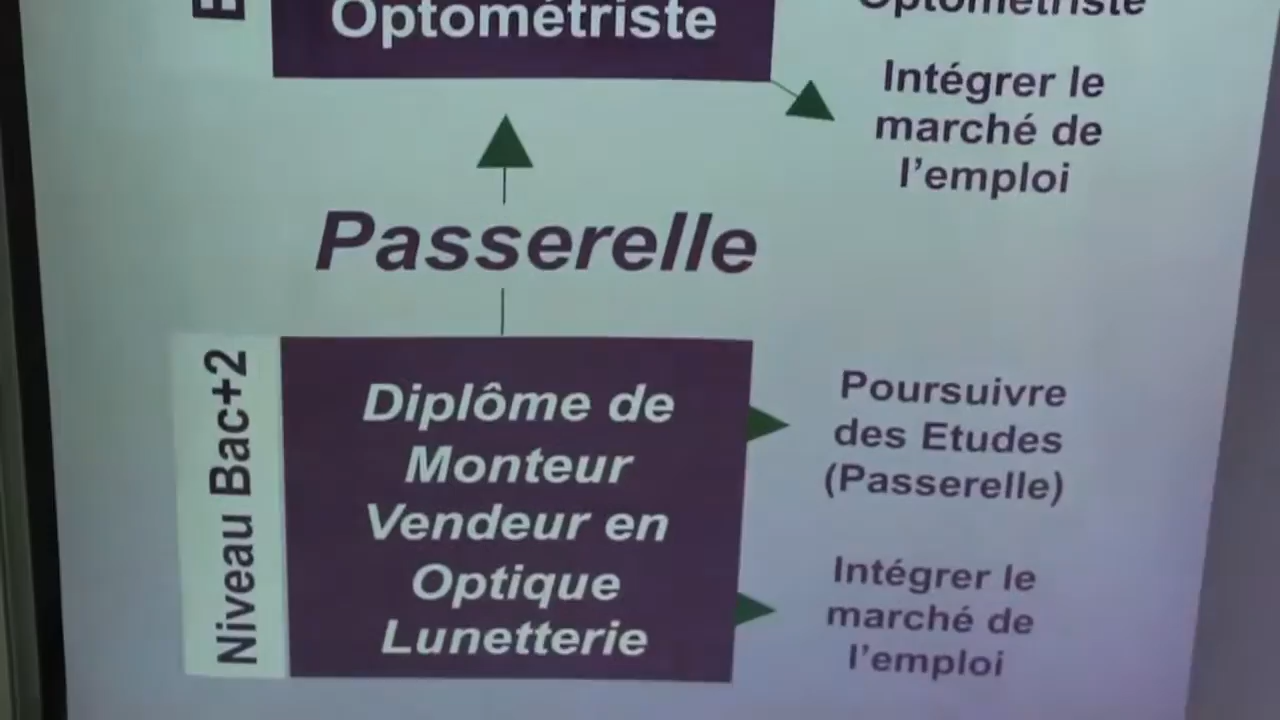 Optométriste
Optométriste
Intégrer le
marché de
l'emploi
Passerelle
Niveau Bac+2
Diplôme de
Monteur
Vendeur en
Optique
Lunetterie
Poursuivre
des Etudes
(Passerelle)
Intégrer le
marché de
l'emploi